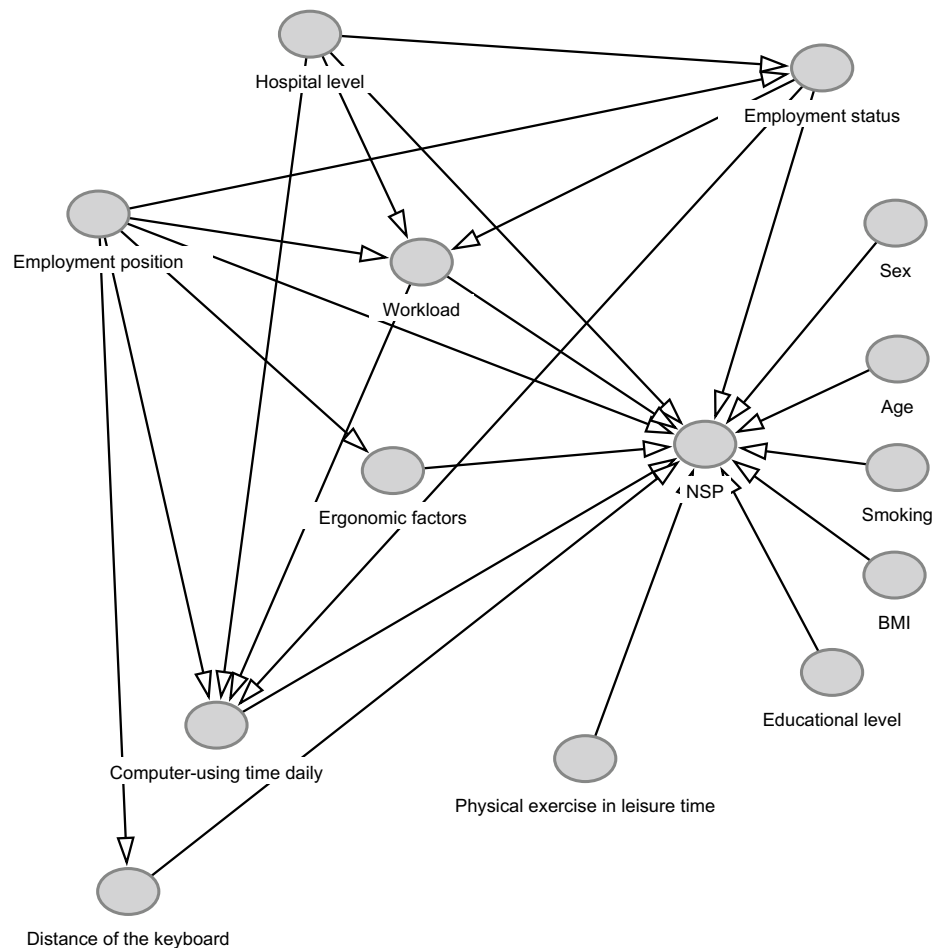 Hospital level
Employment status
Employment position
Sex
Workload
Age
NSP
Smoking
Ergonomic factors
BMI
Educational level
Computer-using time daily
Physical exercise in leisure time
Distance of the keyboard